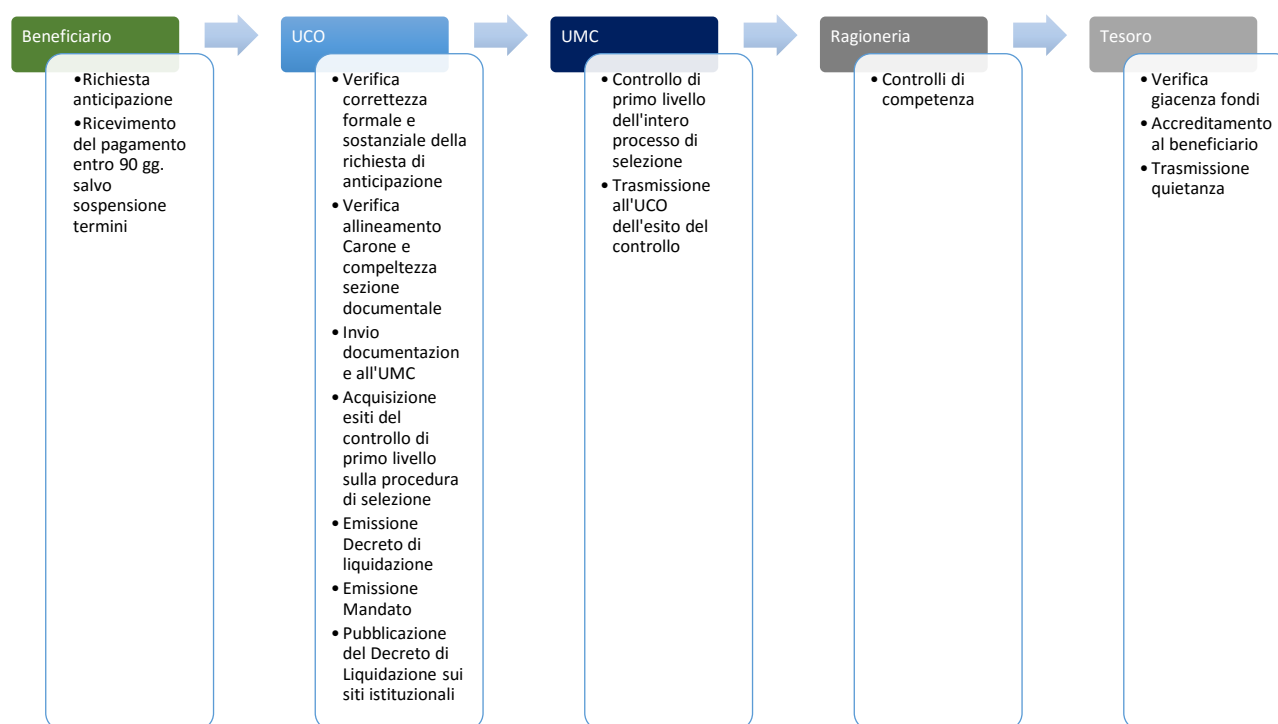 Beneficiario
•Richiesta
anticipazione
•Ricevimento
del pagamento
entro 90 gg.
salvo
sospensione
termini
UCO
• Verifica
correttezza
formale e
sostanziale della
richiesta di
anticipazione
• Verifica
allineamento
Carone e
compeltezza
sezione
documentale
• Invio
documentazion
e all'UMC
• Acquisizione
esiti del
controllo di
primo livello
sulla procedura
di selezione
• Emissione
Decreto di
liquidazione
• Emissione
Mandato
• Pubblicazione
del Decreto di
Liquidazione sui
siti istituzionali
UMC
• Controllo di
primo livello
dell'intero
processo di
selezione
• Trasmissione
all'UCO
dell'esito del
controllo
Ragioneria
• Controlli di
competenza
Tesoro
• Verifica
giacenza fondi
• Accreditamento
al beneficiario
• Trasmissione
quietanza